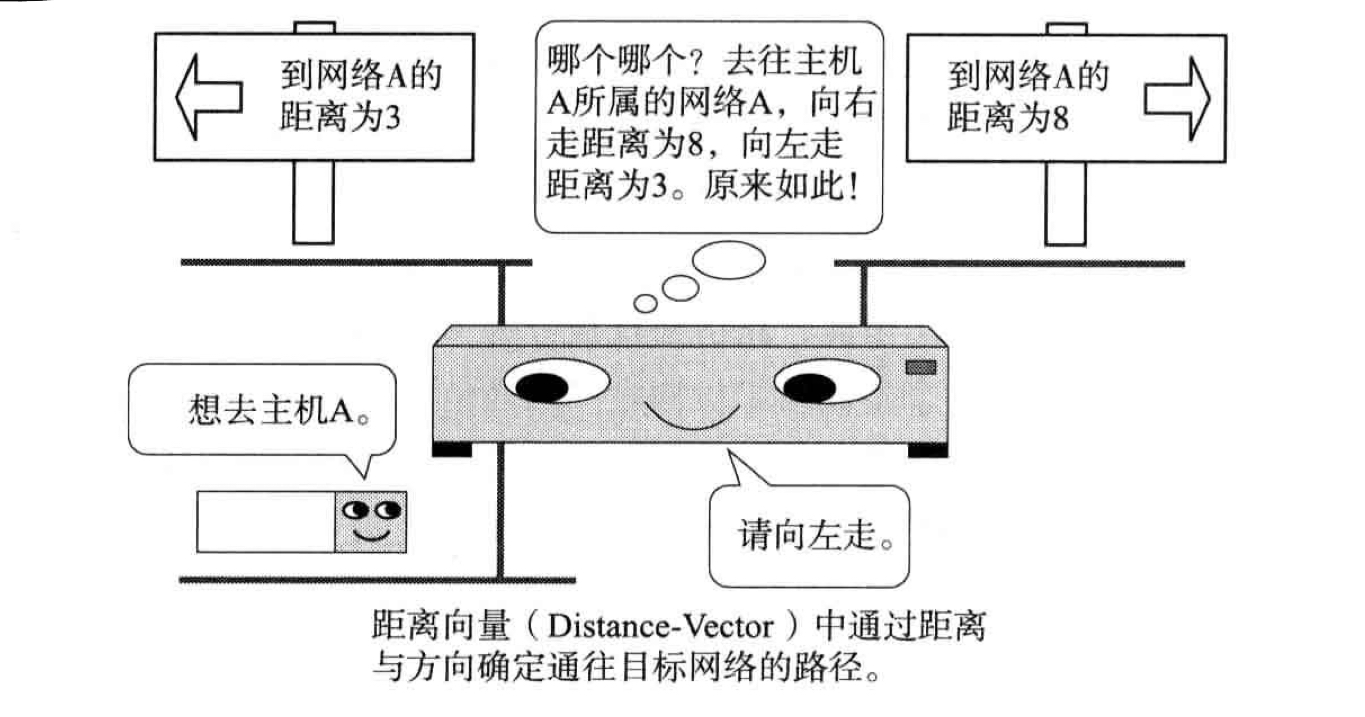 到网络A的
距离为3
哪个哪个？去往主机
A所属的网络A，向右
走距离为8，向左走
距离为3。原来如此！
到网络A的
距离为8
想去主机A。
请向左走。
距离向量（Distance-Vector）中通过距离
与方向确定通往目标网络的路径。